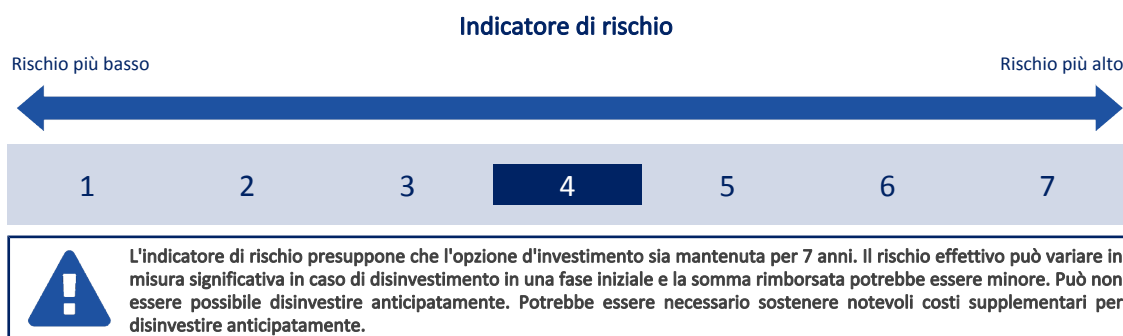 Indicatore di rischio
Rischio più basso
Rischio più alto
1 2 3 4 5 6 7
L'indicatore di rischio presuppone che l'opzione d'investimento sia mantenuta per 7 anni. Il rischio effettivo può variare in
misura significativa in caso di disinvestimento in una fase iniziale e la somma rimborsata potrebbe essere minore. Può non
essere possibile disinvestire anticipatamente. Potrebbe essere necessario sostenere notevoli costi supplementari per
disinvestire anticipatamente.